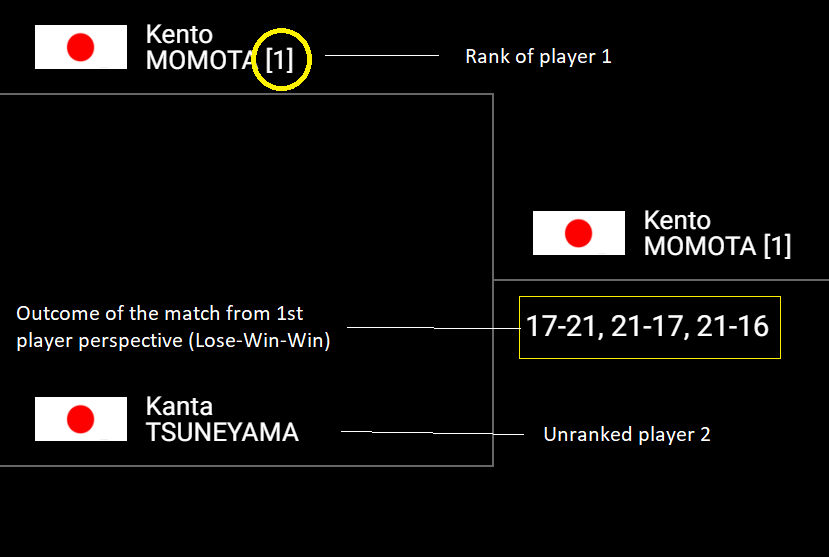 Kento
MOMOTA [1]
Rank of player 1
Kento
MOMOTA [1]
Outcome of the match from 1st
player perspective (Lose-Win-Win)
17-21, 21-17, 21-16
Kanta
TSUNEYAMA
Unranked player 2